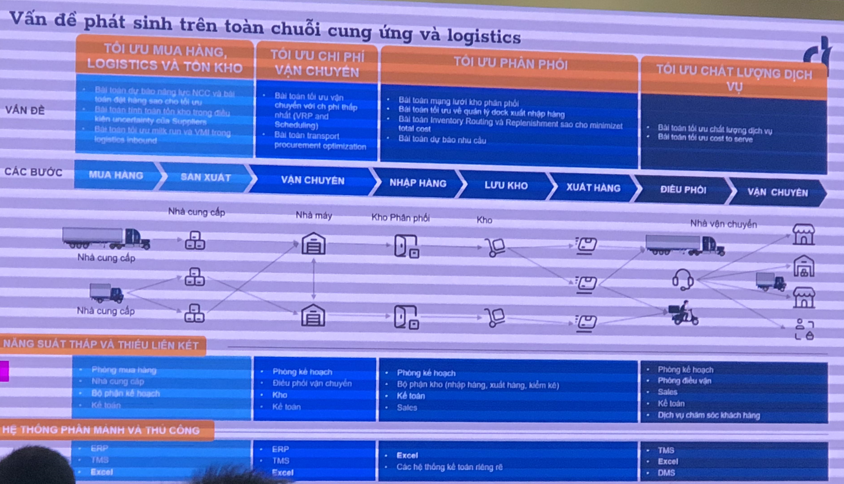 Vấn đề phát sinh trên toàn chuỗi cung ứng và logistics
TỐI ƯU MUA HÀNG,
LOGISTICS VÀ TỒN KHO
TỐI ƯU CHI PHÍ
VẬN CHUYỂN
TỐI ƯU PHÂN PHỐI
TỐI ƯU CHẤT LƯỢNG DỊCH
VỤ
VẤN ĐỀ
• Bài toán dự báo năng lực NCC và bài
toán đặt hàng sao cho tối ưu
• Bài toán tính toán tồn kho trong điều
kiện uncertainty của Suppliers
• Bài toán tối ưu milk run và VMI trong
logistics inbound
• Bài toán tối ưu vận
chuyển với ch phí thấp
nhất (VRP and
Scheduling)
• Bài toán transport
procurement optimization
• Bài toán mạng lưới kho phân phối
• Bài toán tối ưu về quản lý dock xuất nhập hàng
• Bài toán Inventory Routing và Replenishment sao cho minimizet
total cost
• Bài toán dự báo nhu cầu
• Bài toán tối ưu chất lượng dịch vụ
• Bài toán tối ưu cost to serve
CÁC BƯỚC
MUA HÀNG
SẢN XUẤT
VẬN CHUYỂN
NHẬP HÀNG
LƯU KHO
XUẤT HÀNG
ĐIỀU PHỐI
VẬN CHUYỂN
Nhà cung cấp
Nhà máy
Kho Phân phối
Kho
Nhà vận chuyển
Nhà cung cấp
Nhà cung cấp
NĂNG SUẤT THẤP VÀ THIẾU LIÊN KẾT
• Phòng mua hàng
• Nhà cung cấp
• Bộ phận kế hoạch
• Kế toán
• Phòng kế hoạch
• Điều phối vận chuyển
• Kho
• Kế toán
• Phòng kế hoạch
• Bộ phận kho (nhập hàng, xuất hàng, kiểm kê)
• Kế toán
• Sales
• Phòng kế hoạch
• Phòng điều vận
• Sales
• Kế toán
• Dịch vụ chăm sóc khách hàng
HỆ THỐNG PHÂN MẢNH VÀ THỦ CÔNG
• ERP
• TMS
• Excel
• ERP
• TMS
Excel
• Excel
• Các hệ thống kế toán riêng rẽ
• TMS
• Excel
• DMS